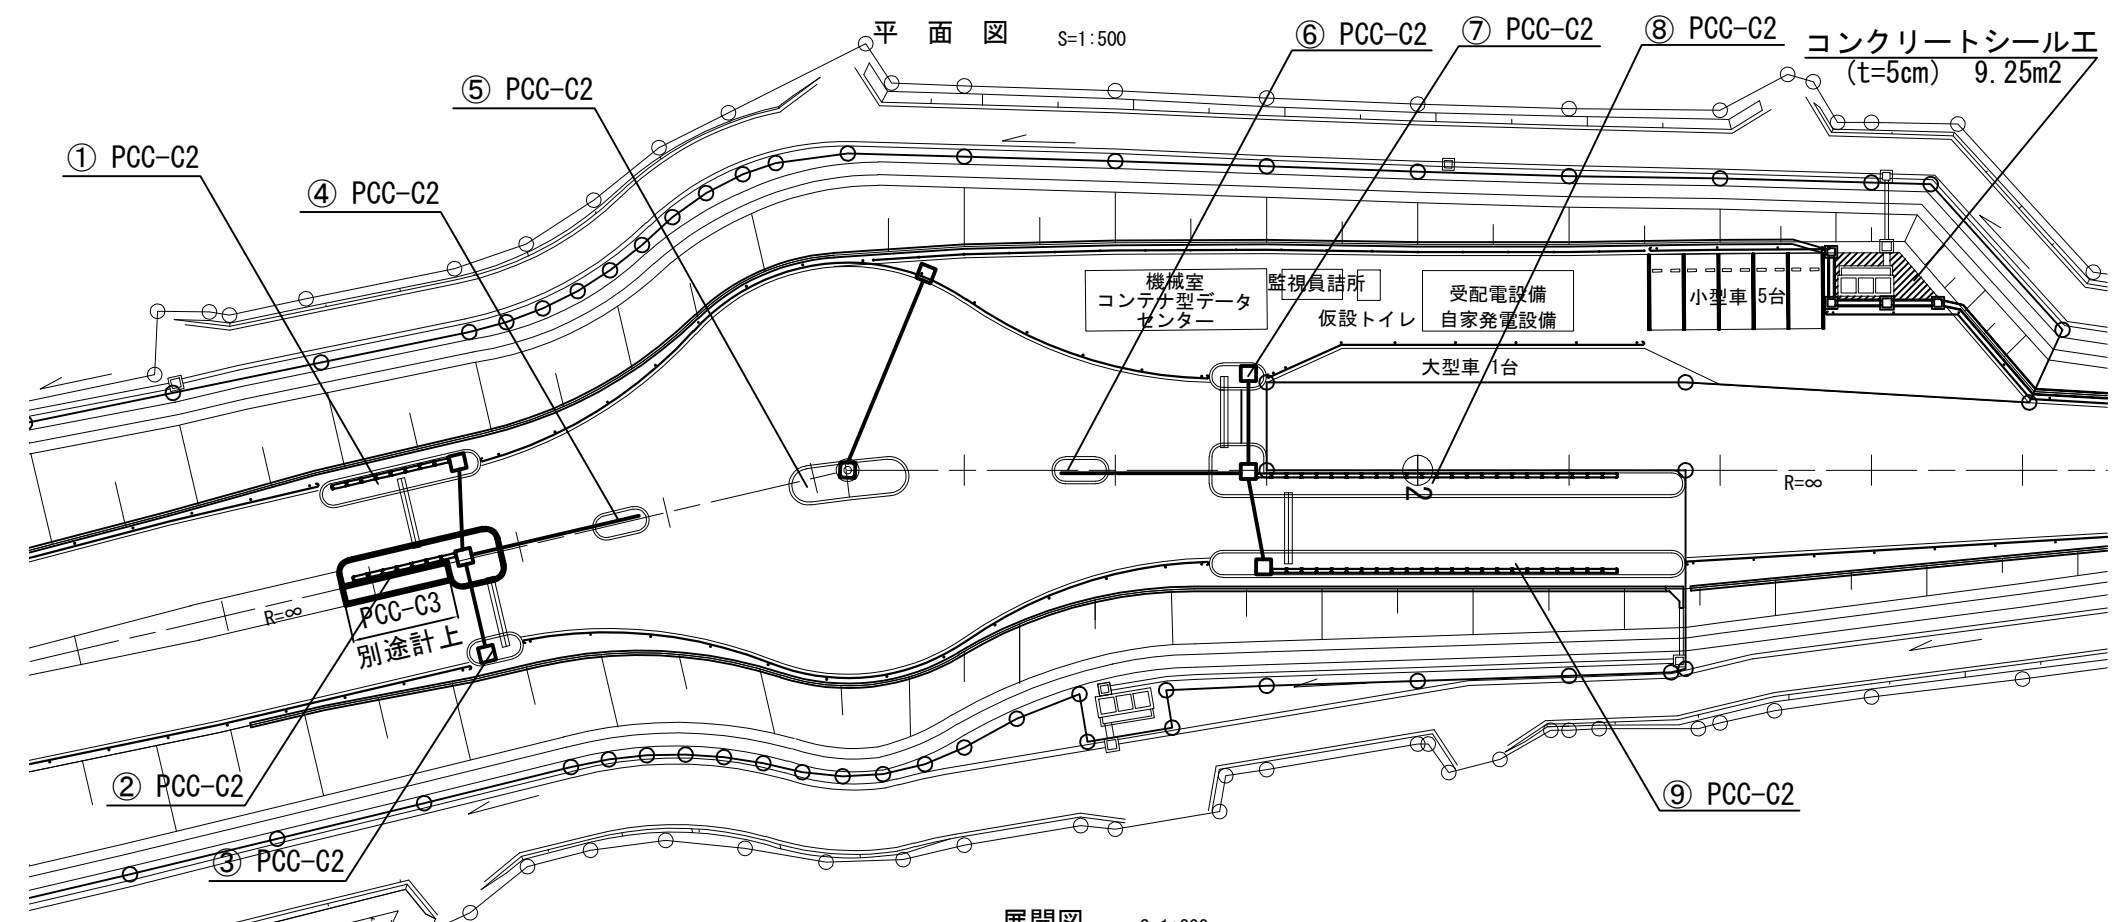 平 面 図 S=1:500
⑥ PCC-C2
⑦ PCC-C2
⑧ PCC-C2
コンクリートシール工
(t=5cm) 9.25m2
⑤ PCC-C2
① PCC-C2
④ PCC-C2
機械室
コンテナ型データ
センター
監視員詰所
仮設トイレ
受配電設備
自家発電設備
小型車 5台
大型車 1台
2
R=∞
R=∞
PCC-C3
別途計上
② PCC-C2
⑨ PCC-C2
③ PCC-C2